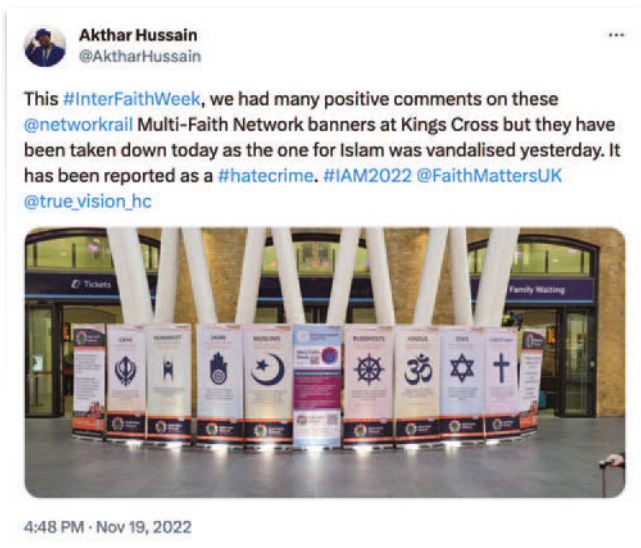 Akthar Hussain
@AktharHussain
This #InterFaithWeek, we had many positive comments on these
@networkrail Multi-Faith Network banners at Kings Cross but they have
been taken down today as the one for Islam was vandalised yesterday. It
has been reported as a #hatecrime. #IAM2022 @FaithMattersUK
@true_vision_hc
Tickets
Family Waiting
HUMANIST
JAINS
MUSLIMS
BUDDHISTS
HINDUS
JEWS
4:48 PM · Nov 19, 2022